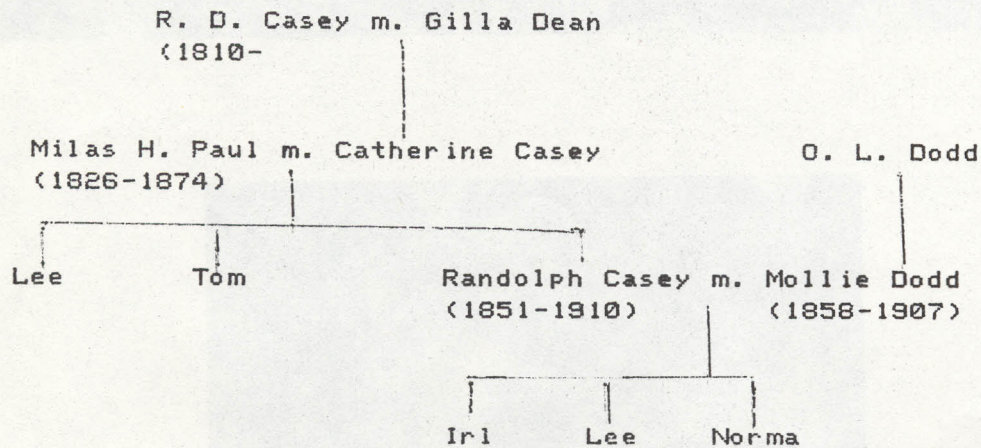 R. D. Casey m. Gilla Dean
(1810-
Milas H. Paul m. Catherine Casey O. L. Dodd
(1826-1874)
Lee Tom Randolph Casey m. Mollie Dodd
(1851-1910) (1858-1907)
Irl Lee Norma